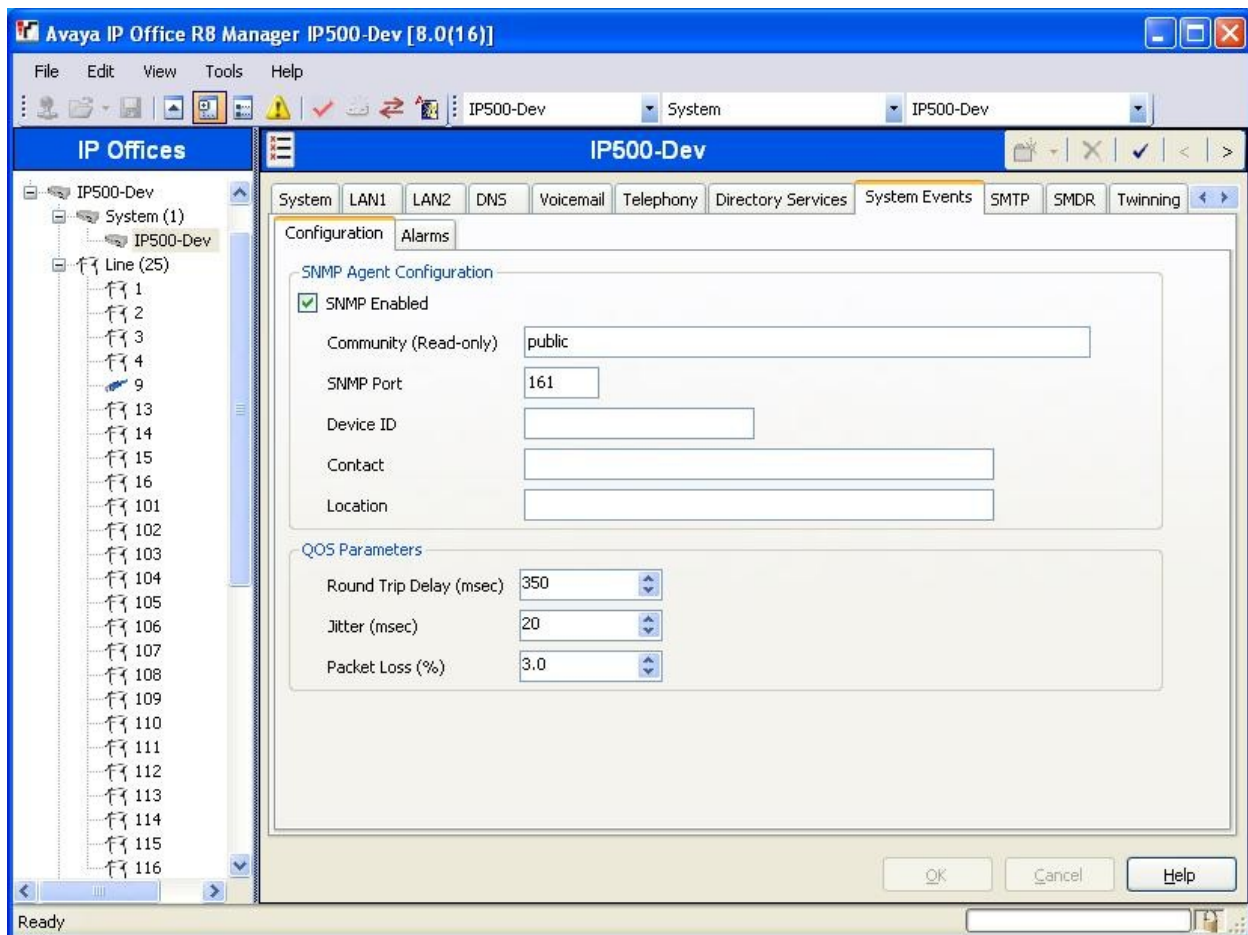 Avaya IP Office R8 Manager IP500-Dev [8.0(16)]
File Edit View Tools Help
IP500-Dev System IP500-Dev
IP Offices
IP500-Dev
System (1)
IP500-Dev
Line (25)
1
2
3
4
9
13
14
15
16
101
102
103
104
105
106
107
108
109
110
111
112
113
114
115
116
IP500-Dev
System LAN1 LAN2 DNS Voicemail Telephony Directory Services System Events SMTP SMDR Twinning
Configuration Alarms
SNMP Agent Configuration
SNMP Enabled
Community (Read-only) public
SNMP Port 161
Device ID
Contact
Location
QOS Parameters
Round Trip Delay (msec) 350
Jitter (msec) 20
Packet Loss (%) 3.0
OK Cancel Help
Ready